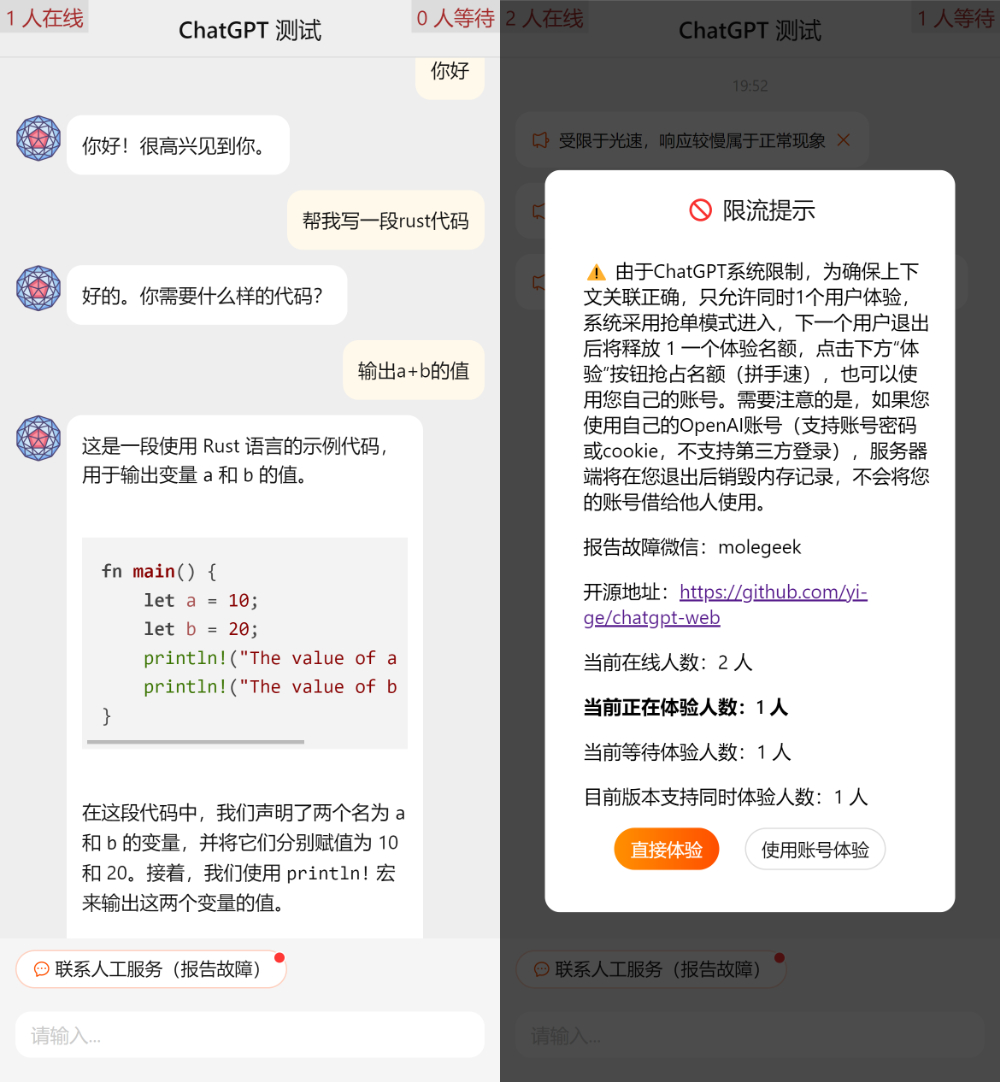 1 人在线
ChatGPT 测试
0 人等待
你好
你好！很高兴见到你。
帮我写一段rust代码
好的。你需要什么样的代码？
输出a+b的值
这是一段使用 Rust 语言的示例代码，
用于输出变量 a 和 b 的值。
fn main() {
    let a = 10;
    let b = 20;
    println!("The value of a
    println!("The value of b
}
在这段代码中，我们声明了两个名为 a
和 b 的变量，并将它们分别赋值为 10
和 20。接着，我们使用 println! 宏
来输出这两个变量的值。
联系人工服务（报告故障）
请输入...
2 人在线
ChatGPT 测试
1 人等待
19:52
受限于光速，响应较慢属于正常现象
限流提示
由于ChatGPT系统限制，为确保上下
文关联正确，只允许同时1个用户体验，
系统采用抢单模式进入，下一个用户退出
后将释放 1 一个体验名额，点击下方“体
验”按钮抢占名额（拼手速），也可以使
用您自己的账号。需要注意的是，如果您
使用自己的OpenAI账号（支持账号密码
或cookie，不支持第三方登录），服务器
端将在您退出后销毁内存记录，不会将您
的账号借给他人使用。
报告故障微信：molegeek
开源地址：https://github.com/yi-
ge/chatgpt-web
当前在线人数：2 人
当前正在体验人数：1 人
当前等待体验人数：1 人
目前版本支持同时体验人数：1 人
直接体验
使用账号体验
联系人工服务（报告故障）
请输入...